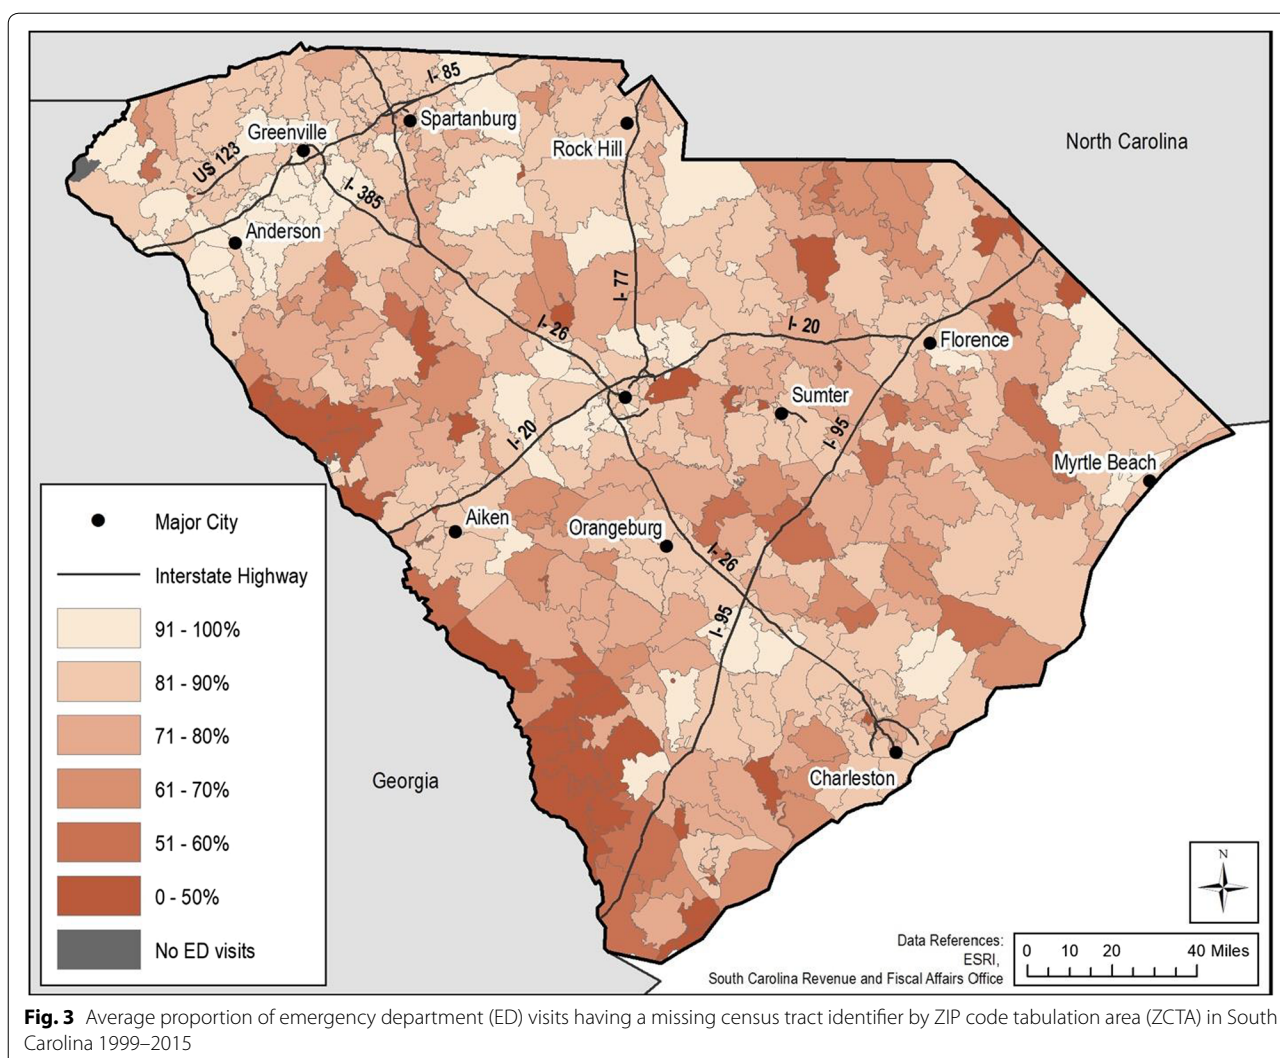 North Carolina
I- 85
Spartanburg
Greenville
Rock Hill
US 123
I- 385
Anderson
I- 77
I- 26
I- 20
Florence
Sumter
I- 20
I- 95
Myrtle Beach
Aiken
Orangeburg
I- 26
I- 95
Charleston
Georgia
Major City
Interstate Highway
91 - 100%
81 - 90%
71 - 80%
61 - 70%
51 - 60%
0 - 50%
No ED visits
N
Data References:
ESRI,
South Carolina Revenue and Fiscal Affairs Office
0 10 20 40 Miles
Fig. 3 Average proportion of emergency department (ED) visits having a missing census tract identifier by ZIP code tabulation area (ZCTA) in South
Carolina 1999–2015